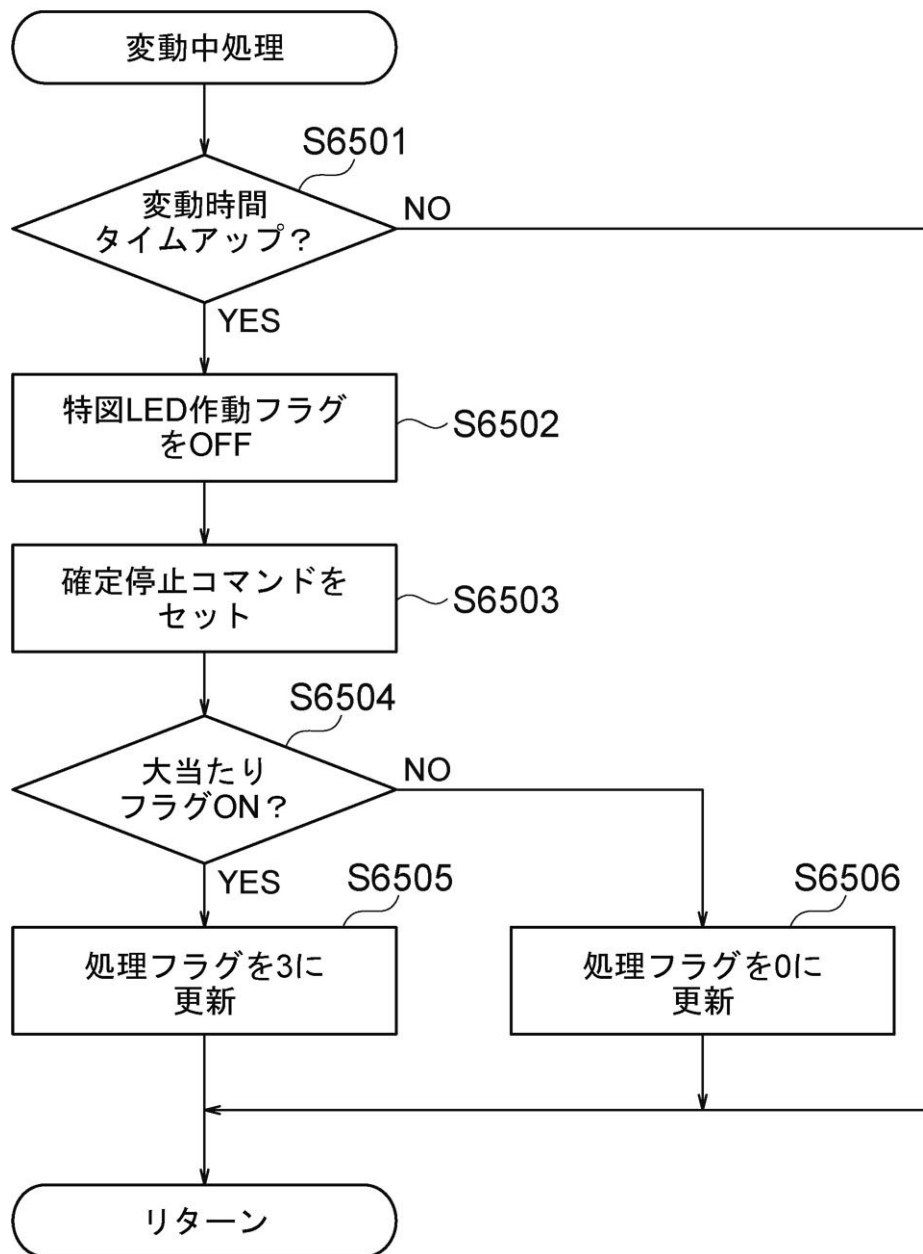 変動中処理
S6501
変動時間
タイムアップ？
NO
YES
特図LED作動フラグ
をOFF
S6502
確定停止コマンドを
セット
S6503
S6504
大当たり
フラグON？
NO
YES
S6505
処理フラグを3に
更新
S6506
処理フラグを0に
更新
リターン